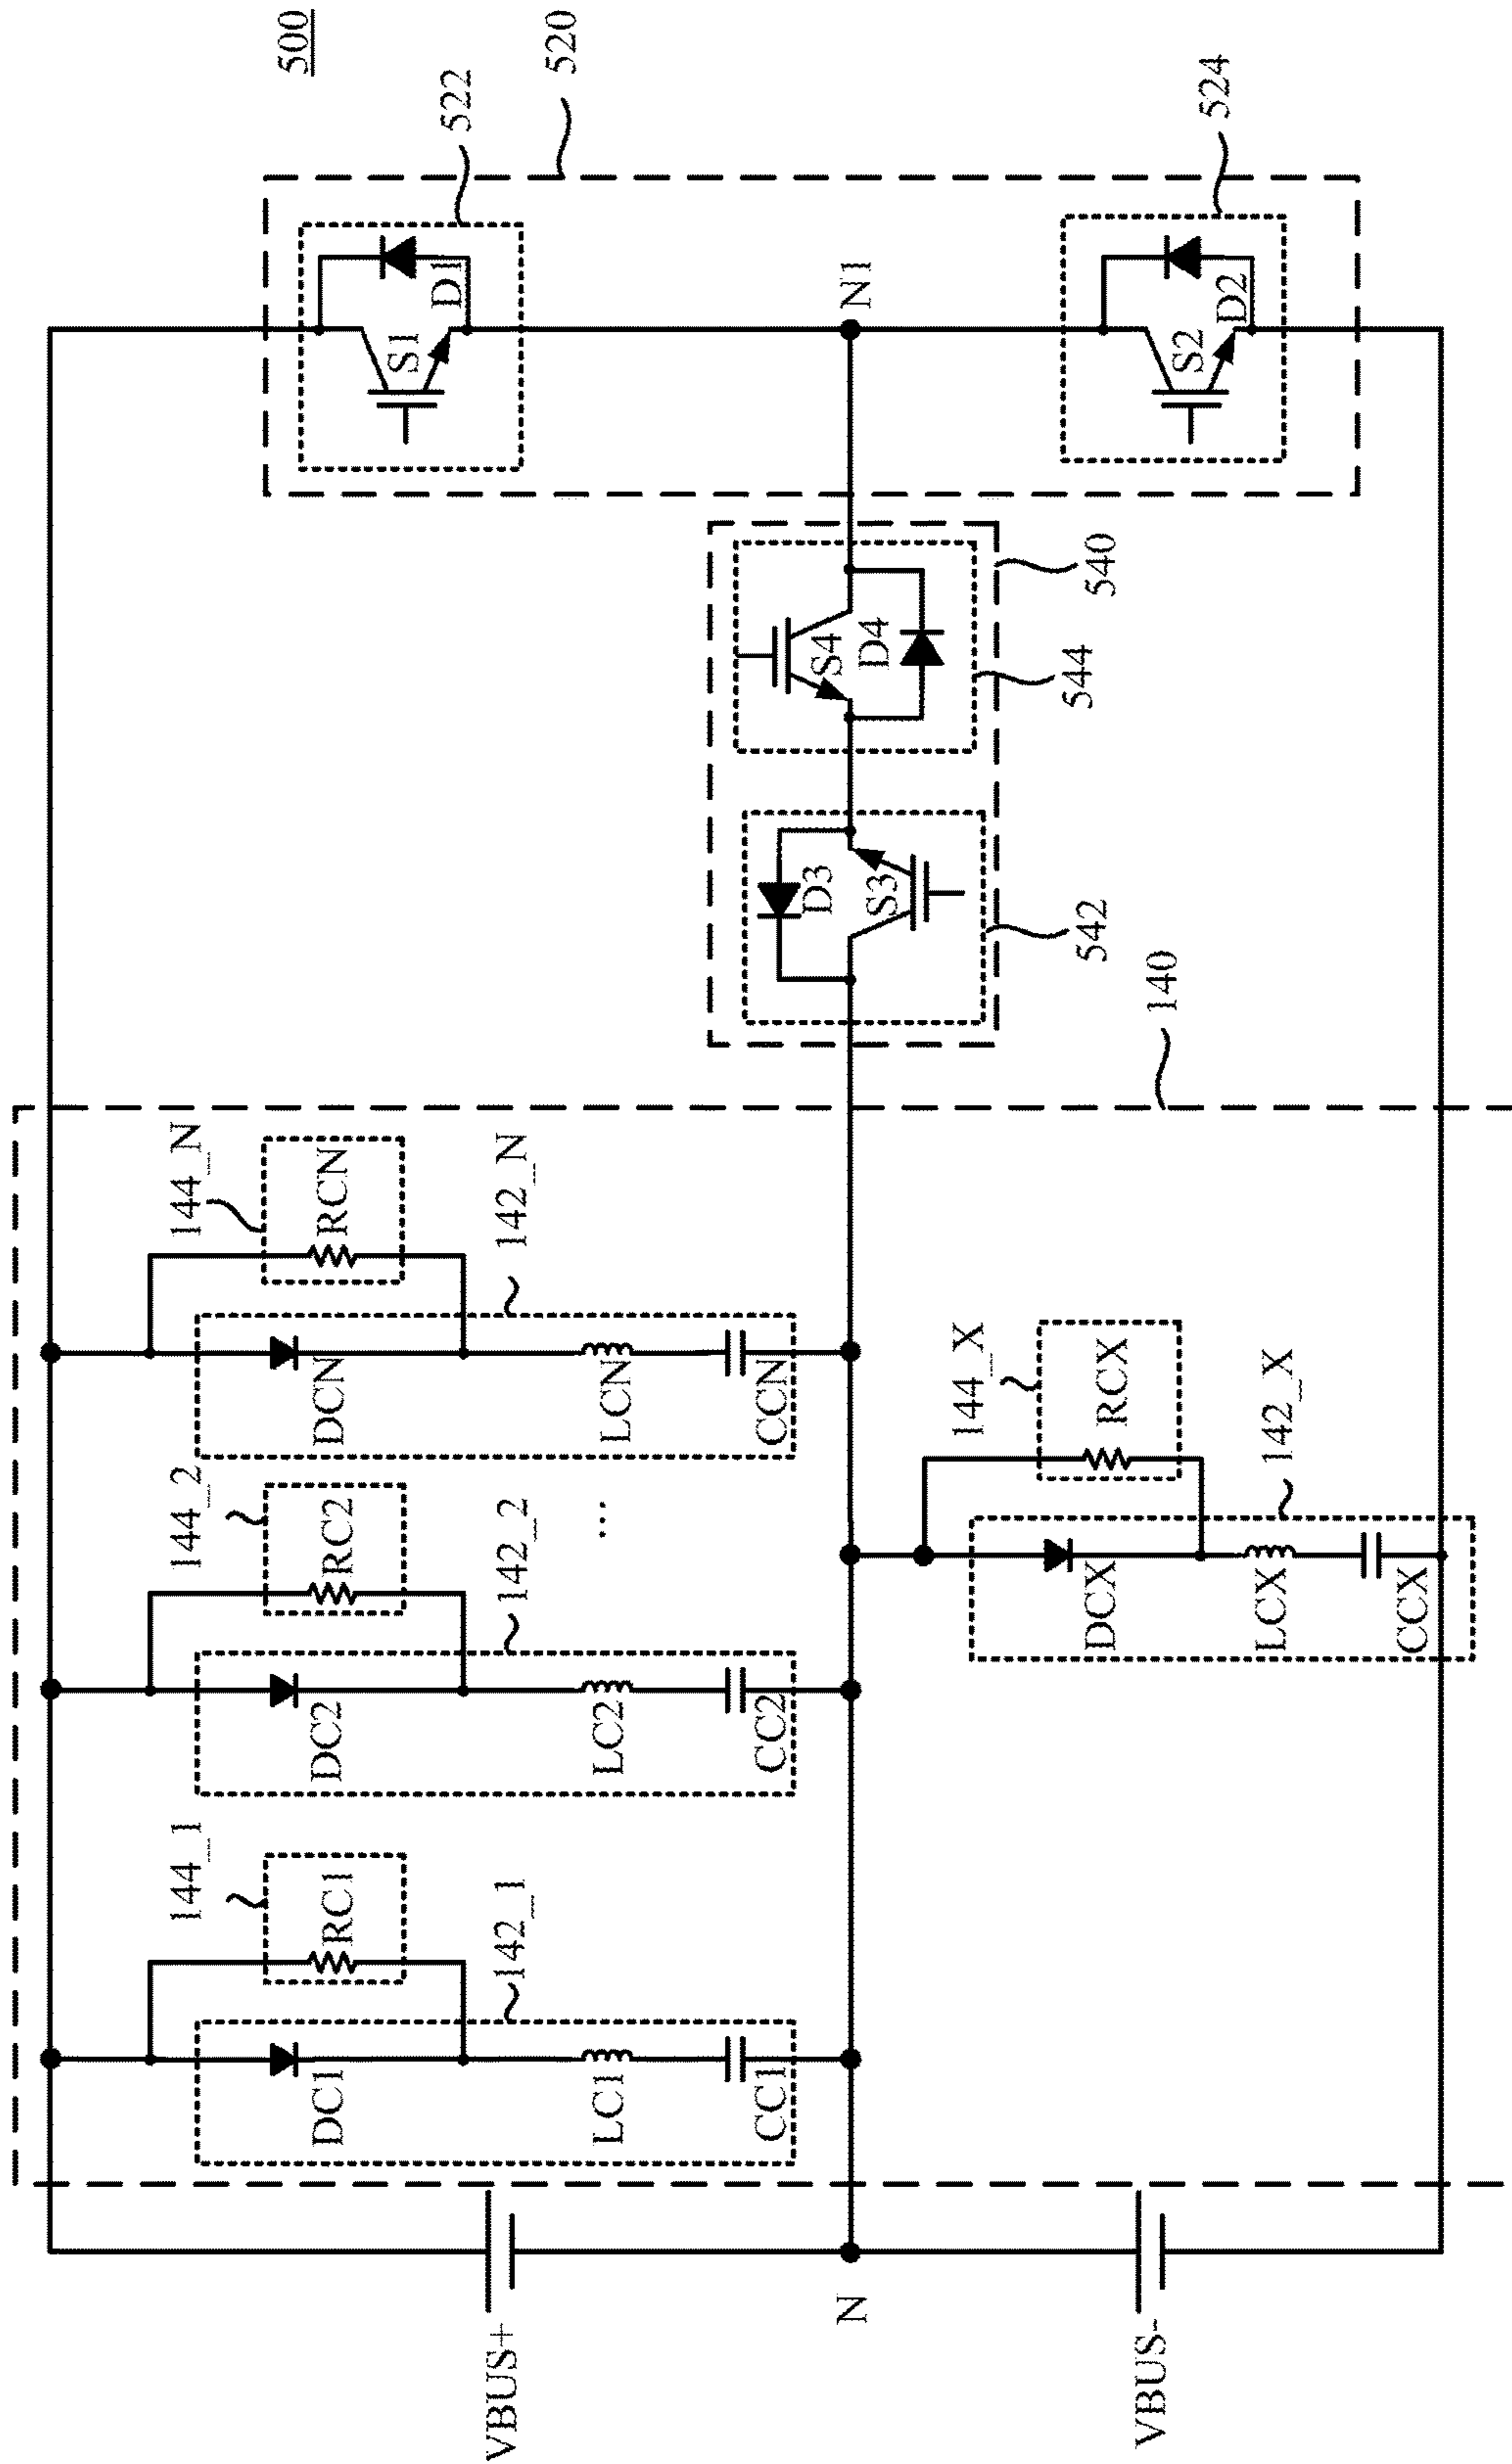 500
520
522
524
S1
D1
N1
S2
D2
540
544
S4
D4
542
D3
S3
140
144_N
RCN
142_N
DCN
LCN
CCN
144_X
RCX
142_X
DCX
LCX
CCX
144_2
RC2
142_2
...
DC2
LC2
CC2
144_1
RC1
142_1
DC1
LC1
CC1
VBUS+
N
VBUS-